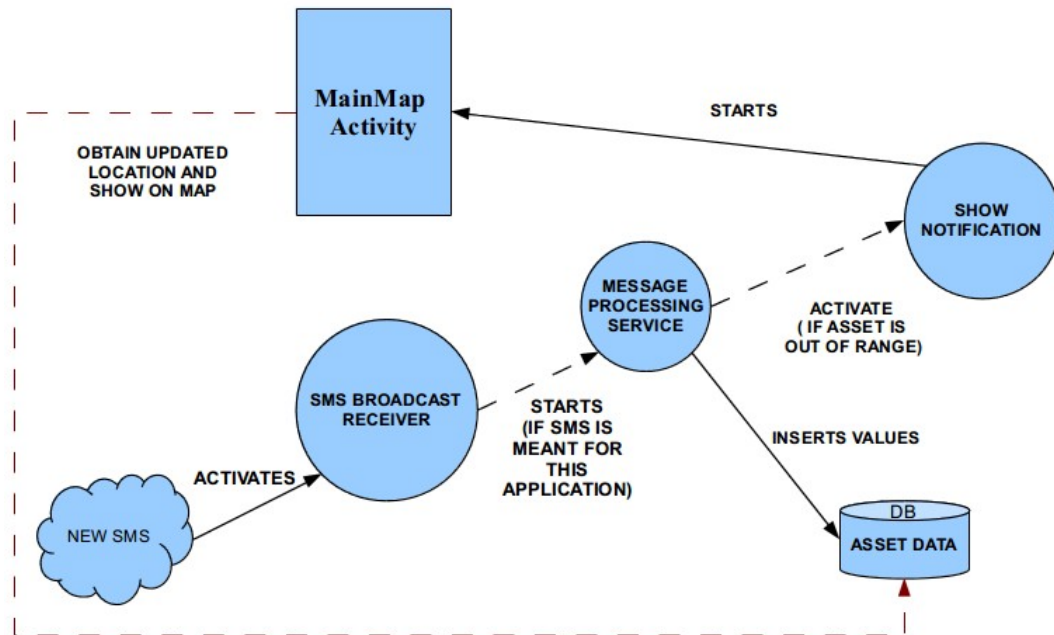 MainMap
Activity
STARTS
OBTAIN UPDATED
LOCATION AND
SHOW ON MAP
SHOW
NOTIFICATION
MESSAGE
PROCESSING
SERVICE
ACTIVATE
( IF ASSET IS
OUT OF RANGE)
SMS BROADCAST
RECEIVER
STARTS
(IF SMS IS
MEANT FOR
THIS
APPLICATION)
INSERTS VALUES
ACTIVATES
NEW SMS
DB
ASSET DATA